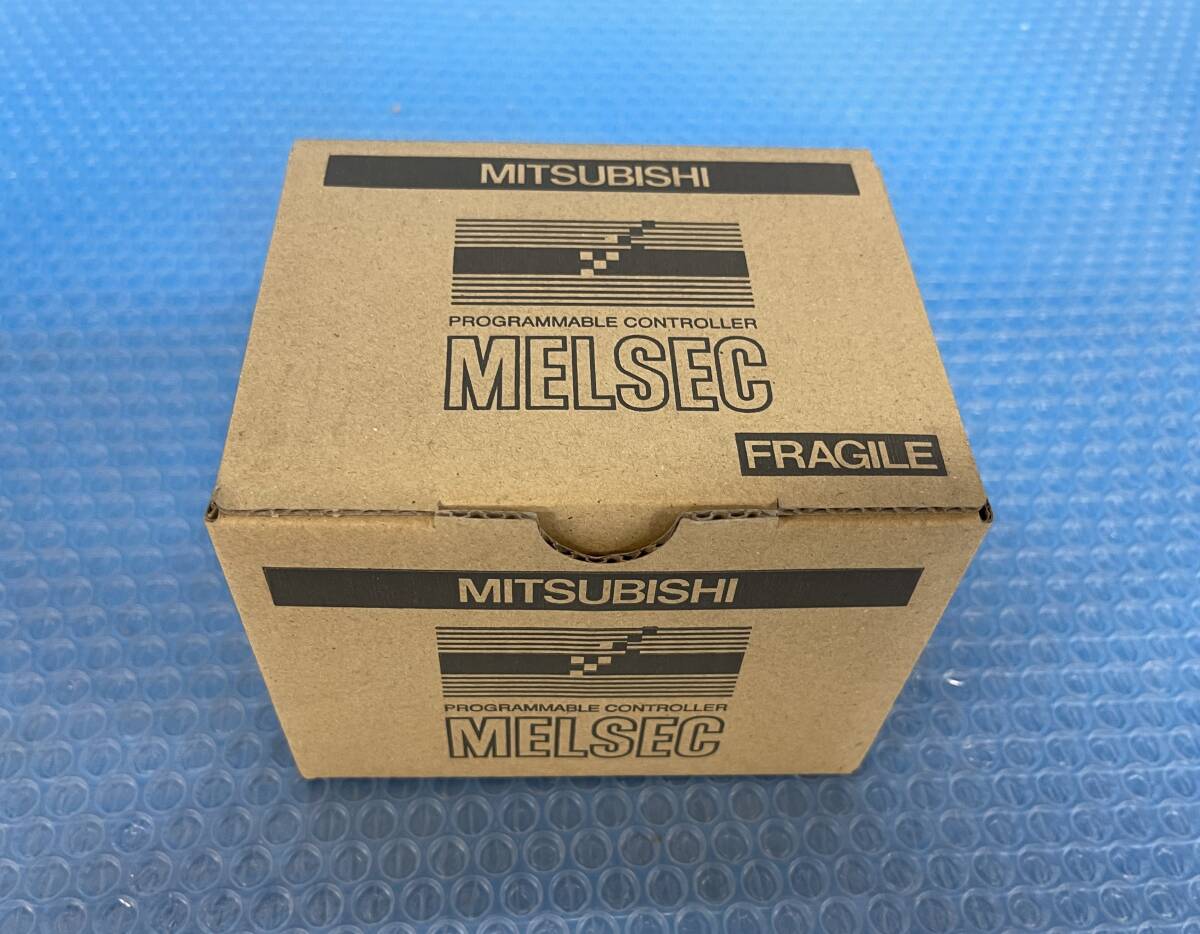 MITSUBISHI
PROGRAMMABLE CONTROLLER
MELSEC
FRAGILE
MITSUBISHI
PROGRAMMABLE CONTROLLER
MELSEC